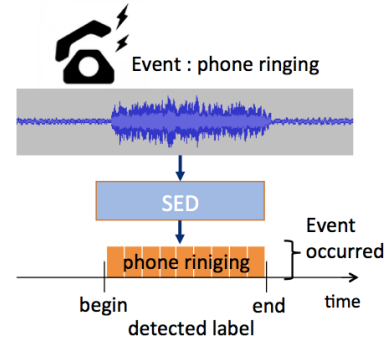 Event : phone ringing
SED
Event
occurred
phone riniging
begin
end
time
detected label